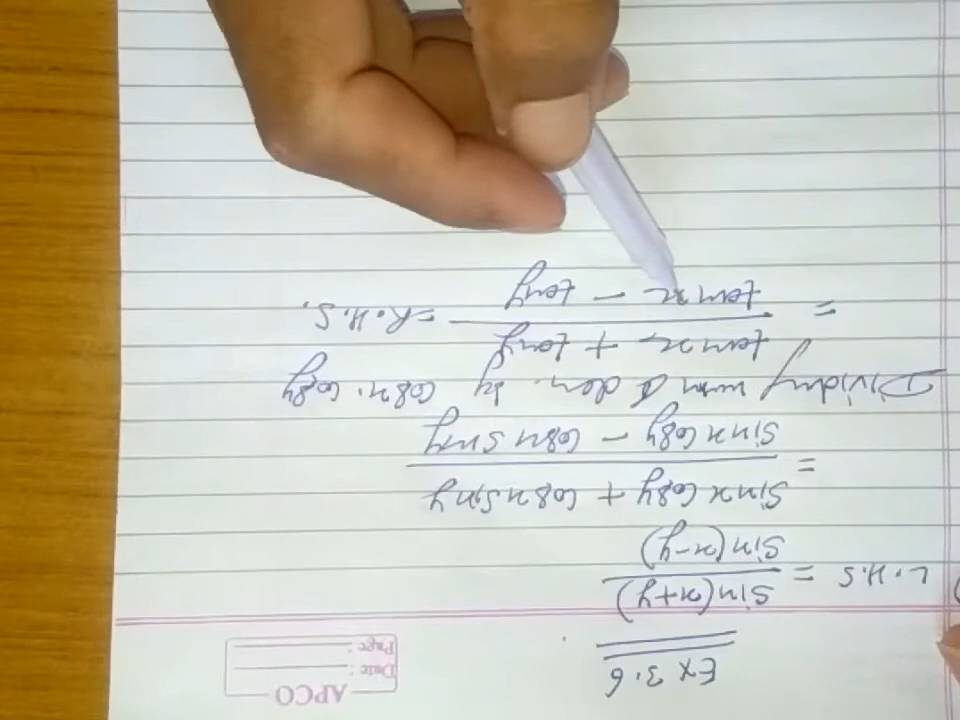 APCO
Date :
Page :
Ex 3.6
L.H.S = sin(x+y)
sin(x-y)
= sinx cosy + cosx siny
sinx cosy - cosx siny
Dividing num & den. by cosx. cosy
= tanx + tany
tanx - tany
= R.H.S.